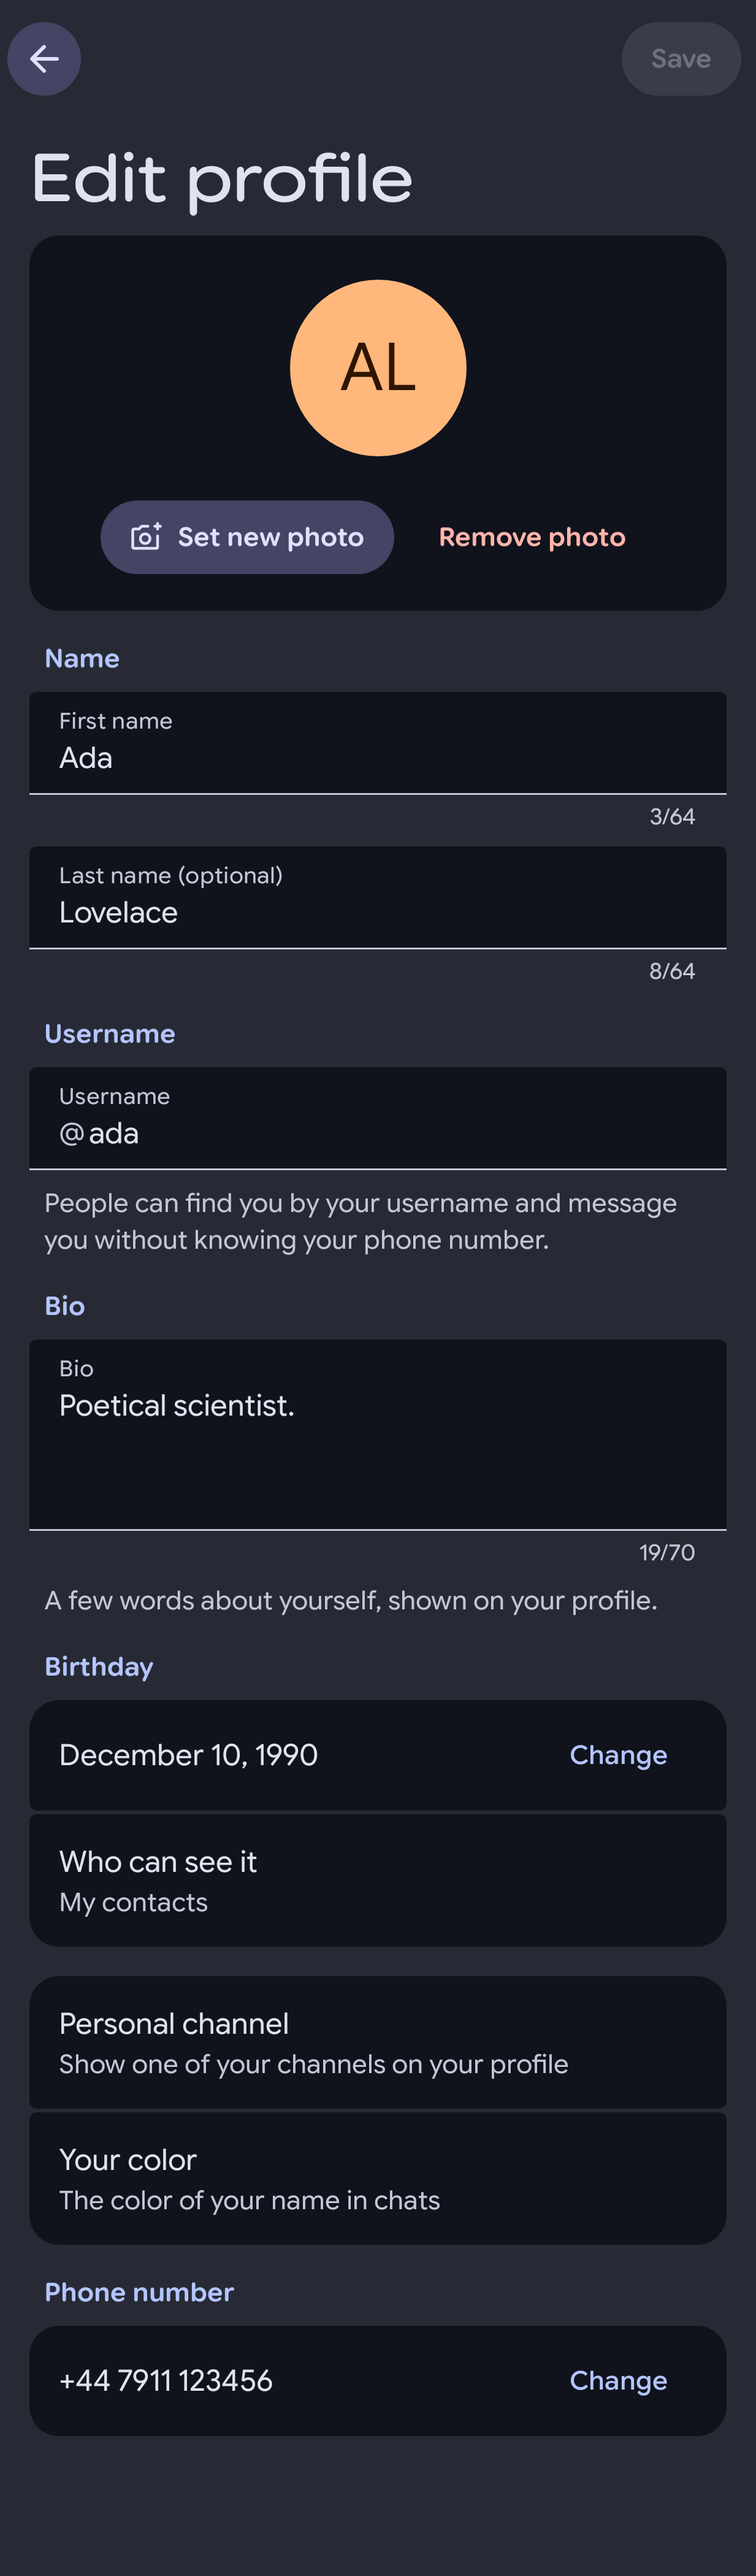 Save
Edit profile
AL
Set new photo
Remove photo
Name
First name
Ada
3/64
Last name (optional)
Lovelace
8/64
Username
Username
@ada
People can find you by your username and message
you without knowing your phone number.
Bio
Bio
Poetical scientist.
19/70
A few words about yourself, shown on your profile.
Birthday
December 10, 1990
Change
Who can see it
My contacts
Personal channel
Show one of your channels on your profile
Your color
The color of your name in chats
Phone number
+44 7911 123456
Change